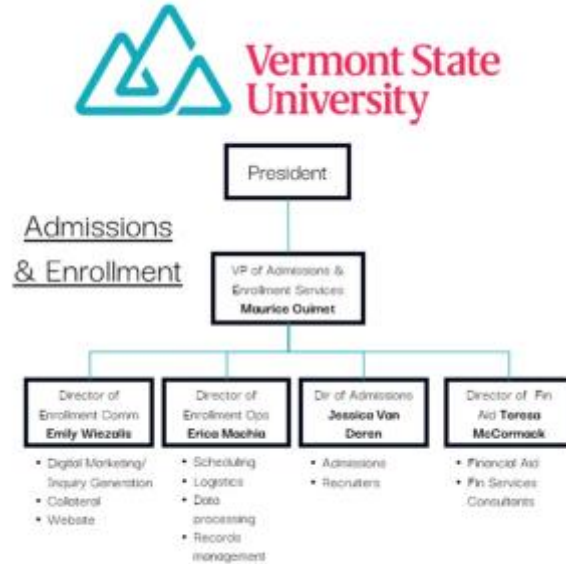 Vermont State
University
President
Admissions
& Enrollment
VP of Admissions &
Enrollment Services
Maurice Ouimet
Director of
Enrollment Comm
Emily Wiezalis
Director of
Enrollment Ops
Erica Machia
Dir of Admissions
Jessica Van
Deren
Director of Fin
Aid Teresa
McCormack
• Digital Marketing/
Inquiry Generation
• Collateral
• Website
• Scheduling
• Logistics
• Data
processing
• Records
management
• Admissions
• Recruiters
• Financial Aid
• Fin Services
Consultants